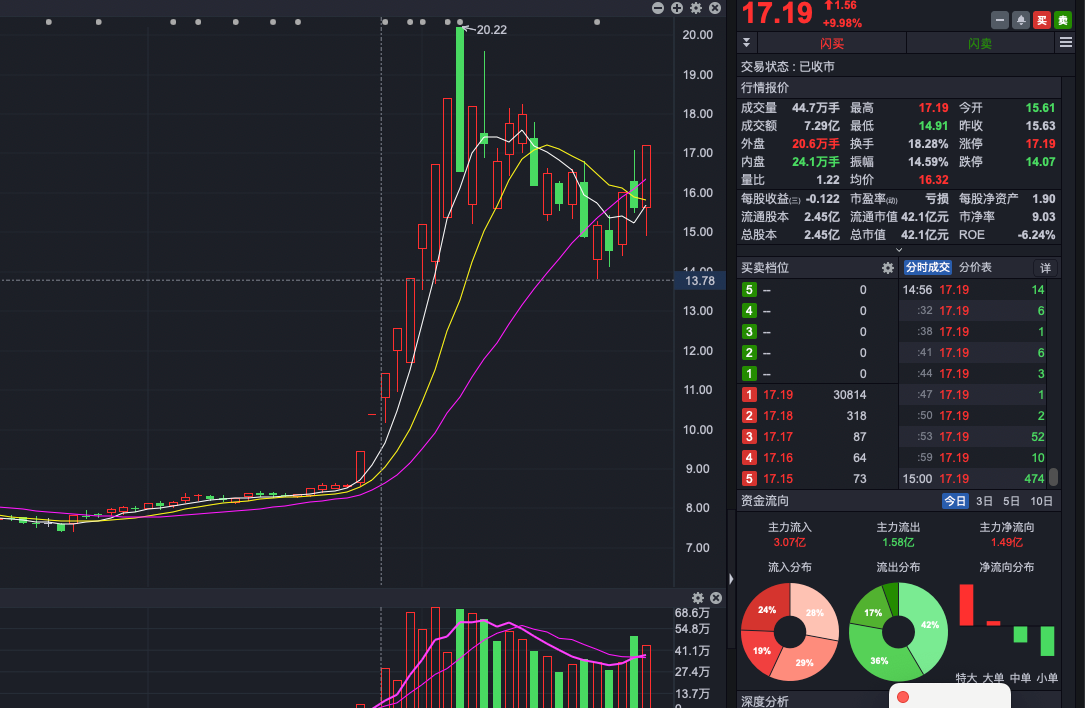 20.22
20.00
19.00
18.00
17.00
16.00
15.00
14.00
13.78
13.00
12.00
11.00
10.00
9.00
8.00
7.00
68.6万
54.8万
41.1万
27.4万
13.7万
17.19 1.56
+9.98%
买 卖
闪买 闪卖
交易状态 : 已收市
行情报价
成交量 44.7万手 最高 17.19 今开 15.61
成交额 7.29亿 最低 14.91 昨收 15.63
外盘 20.6万手 换手 18.28% 涨停 17.19
内盘 24.1万手 振幅 14.59% 跌停 14.07
量比 1.22 均价 16.32
每股收益(三) -0.122 市盈率(动) 亏损 每股净资产 1.90
流通股本 2.45亿 流通市值 42.1亿元 市净率 9.03
总股本 2.45亿 总市值 42.1亿元 ROE -6.24%
买卖档位 分时成交 分价表 详
5 -- 0 14:56 17.19 14
4 -- 0 :32 17.19 6
3 -- 0 :38 17.19 1
2 -- 0 :41 17.19 6
1 -- 0 :44 17.19 3
1 17.19 30814 :47 17.19 1
2 17.18 318 :50 17.19 2
3 17.17 87 :53 17.19 52
4 17.16 64 :59 17.19 10
5 17.15 73 15:00 17.19 474
资金流向 今日 3日 5日 10日
主力流入 主力流出 主力净流向
3.07亿 1.58亿 1.49亿
流入分布 流出分布 净流向分布
24% 28% 19% 29%
17% 42% 36%
特大 大单 中单 小单
深度分析